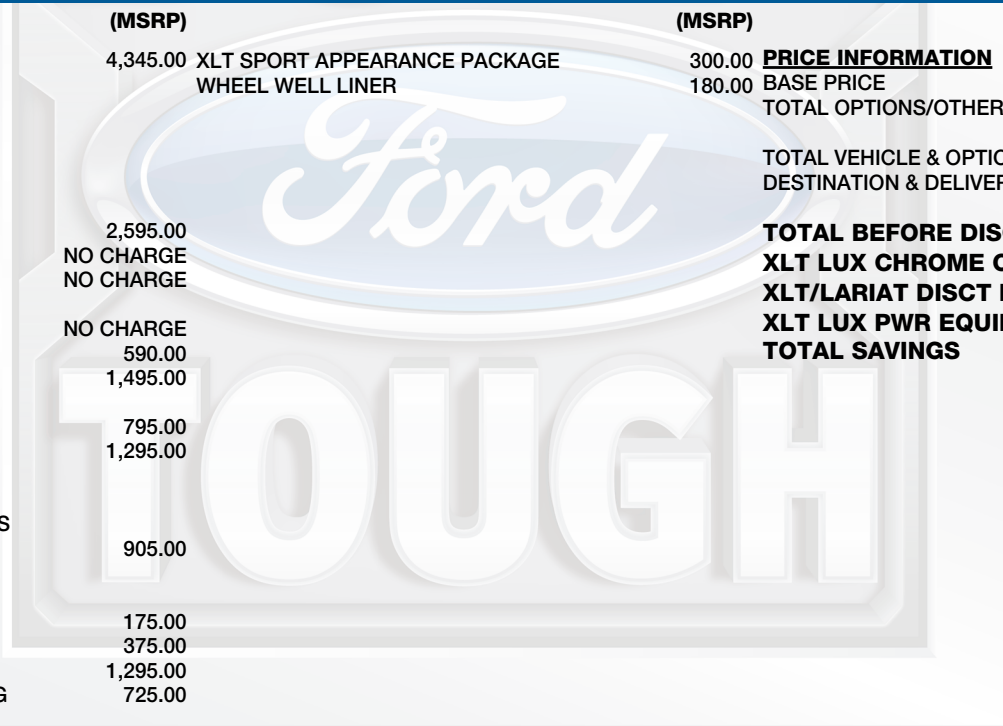 (MSRP) (MSRP)
4,345.00 XLT SPORT APPEARANCE PACKAGE 300.00 PRICE INFORMATION
WHEEL WELL LINER 180.00 BASE PRICE
TOTAL OPTIONS/OTHER
TOTAL VEHICLE & OPTIO
DESTINATION & DELIVER
2,595.00 TOTAL BEFORE DISC
NO CHARGE XLT LUX CHROME
NO CHARGE XLT/LARIAT DISCT
NO CHARGE XLT LUX PWR EQUI
590.00 TOTAL SAVINGS
1,495.00
795.00
1,295.00
S
905.00
175.00
375.00
1,295.00
G 725.00
Ford
TOUGH